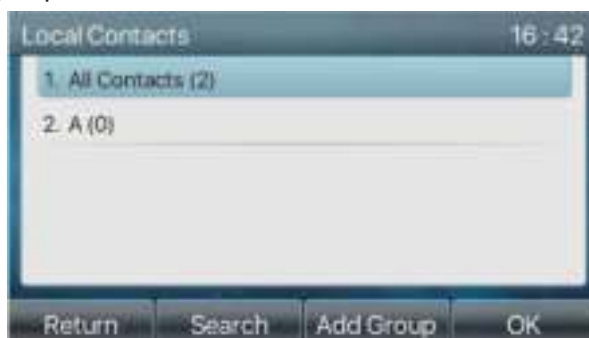 Local Contacts 16:42
1. All Contacts (2)
2. A (0)
Return Search Add Group OK